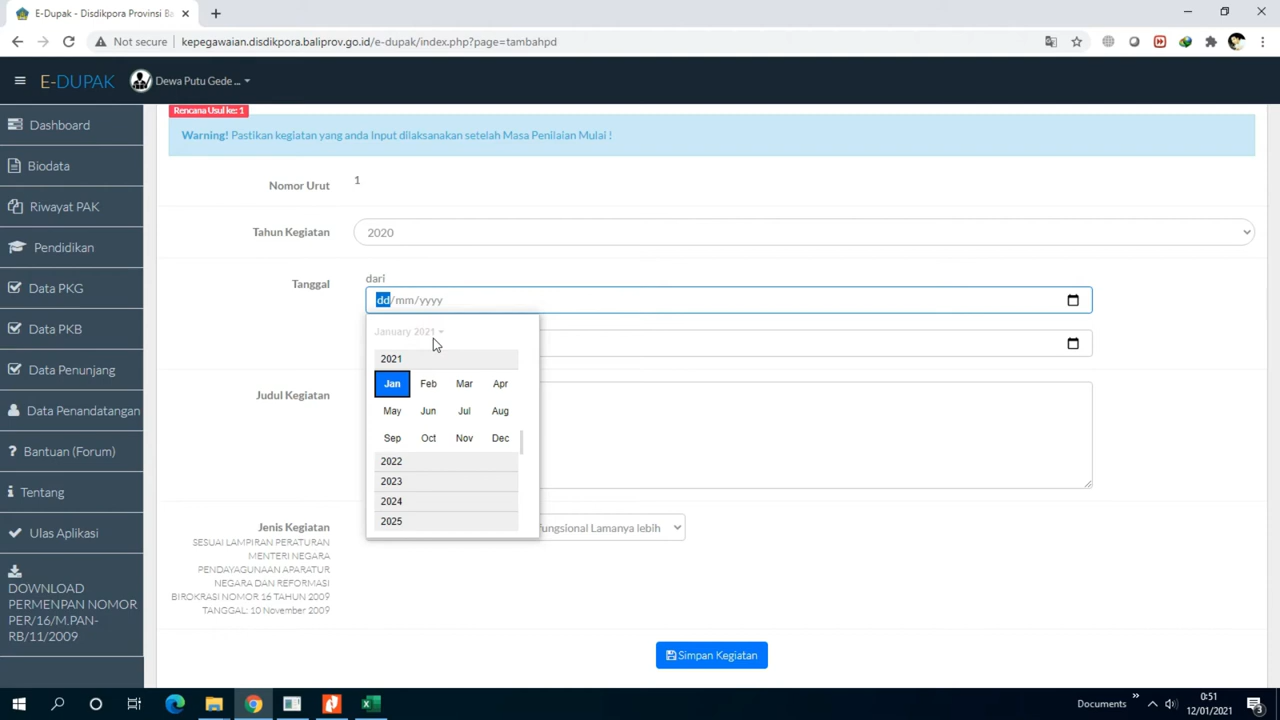 E-Dupak - Disdikpora Provinsi Ba
Not secure
kepegawaian.disdikpora.baliprov.go.id/e-dupak/index.php?page=tambahpd
E-DUPAK
Dewa Putu Gede ...
Dashboard
Biodata
Riwayat PAK
Pendidikan
Data PKG
Data PKB
Data Penunjang
Data Penandatangan
Bantuan (Forum)
Tentang
Ulas Aplikasi
DOWNLOAD
PERMENPAN NOMOR
PER/16/M.PAN-
RB/11/2009
Rencana Usul ke: 1
Warning! Pastikan kegiatan yang anda Input dilaksanakan setelah Masa Penilaian Mulai !
Nomor Urut
1
Tahun Kegiatan
2020
Tanggal
dari
dd/mm/yyyy
January 2021
2021
Jan Feb Mar Apr
May Jun Jul Aug
Sep Oct Nov Dec
2022
2023
2024
2025
Judul Kegiatan
Jenis Kegiatan
SESUAI LAMPIRAN PERATURAN
MENTERI NEGARA
PENDAYAGUNAAN APARATUR
NEGARA DAN REFORMASI
BIROKRASI NOMOR 16 TAHUN 2009
TANGGAL: 10 November 2009
fungsional Lamanya lebih
Simpan Kegiatan
Documents
0:51
12/01/2021
3